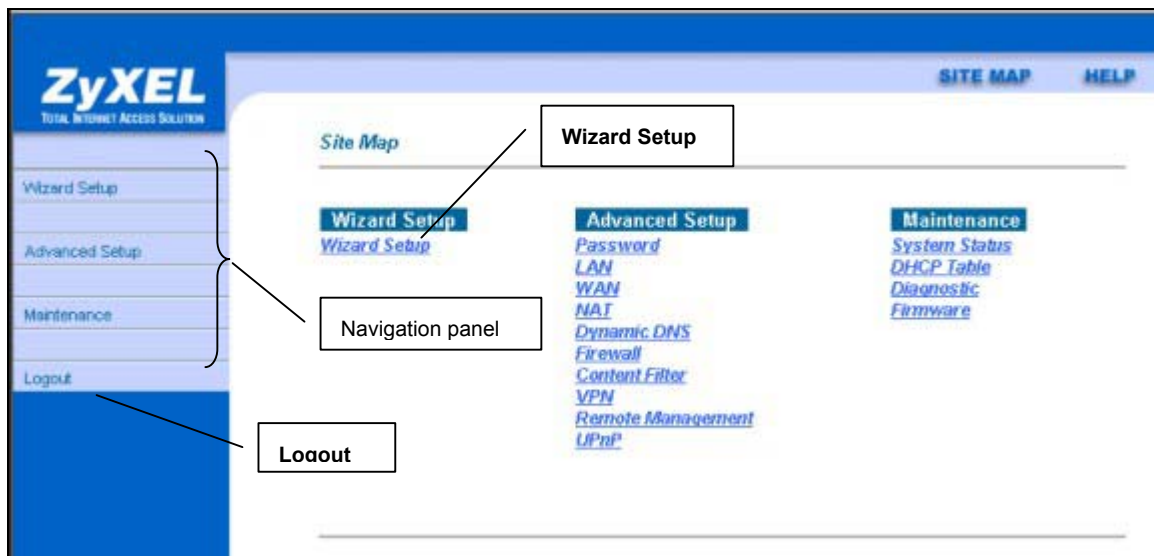 SITE MAP HELP
ZyXEL
TOTAL INTERNET ACCESS SOLUTION
Wizard Setup
Advanced Setup
Maintenance
Logout
Site Map
Wizard Setup
Wizard Setup
Wizard Setup
Advanced Setup
Password
LAN
WAN
NAT
Dynamic DNS
Firewall
Content Filter
VPN
Remote Management
UPnP
Maintenance
System Status
DHCP Table
Diagnostic
Firmware
Navigation panel
Logout